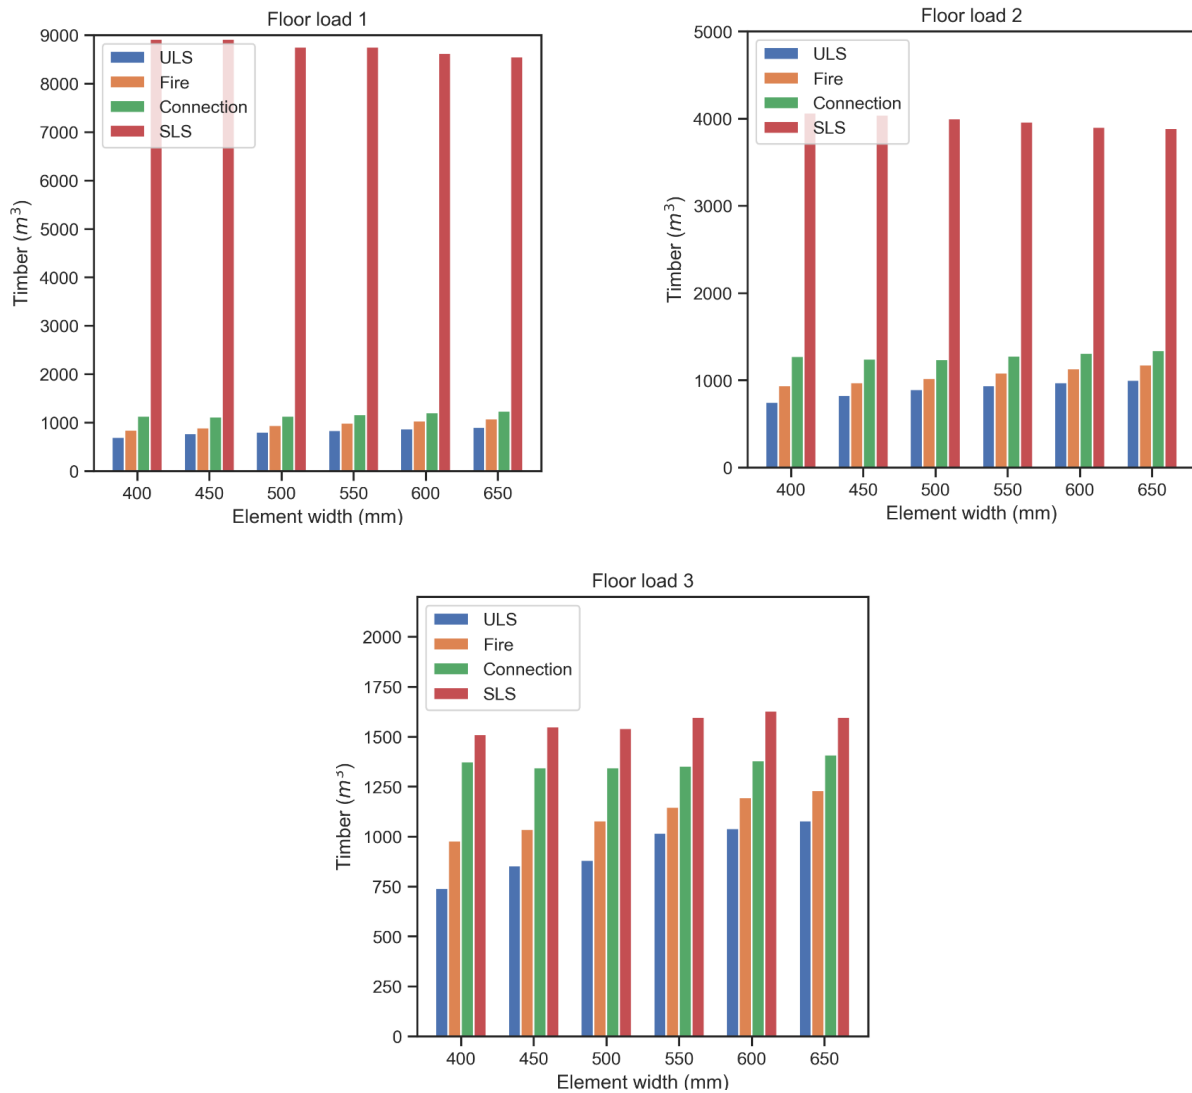 Floor load 1
9000
8000
7000
6000
5000
4000
3000
2000
1000
0
Timber (m³)
ULS
Fire
Connection
SLS
400 450 500 550 600 650
Element width (mm)
Floor load 2
5000
4000
3000
2000
1000
0
Timber (m³)
ULS
Fire
Connection
SLS
400 450 500 550 600 650
Element width (mm)
Floor load 3
2000
1750
1500
1250
1000
750
500
250
0
Timber (m³)
ULS
Fire
Connection
SLS
400 450 500 550 600 650
Element width (mm)